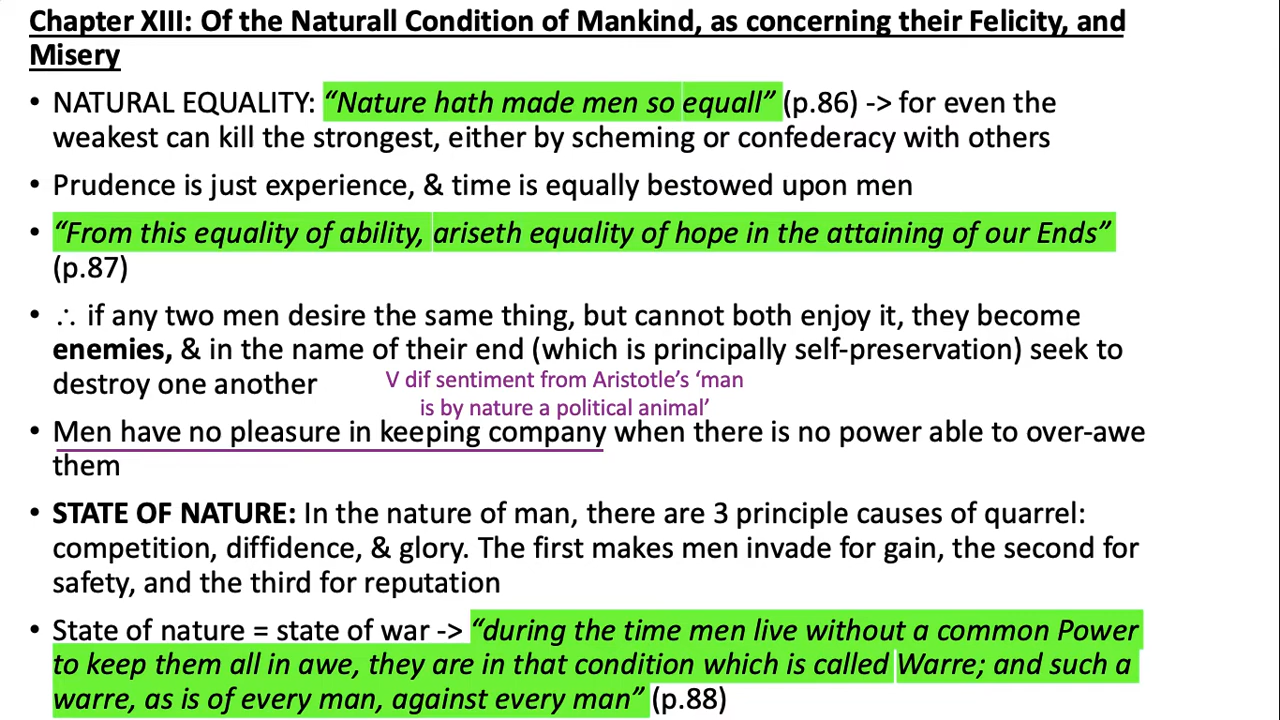 Chapter XIII: Of the Naturall Condition of Mankind, as concerning their Felicity, and
Misery
• NATURAL EQUALITY: “Nature hath made men so equall” (p.86) -> for even the
weakest can kill the strongest, either by scheming or confederacy with others
• Prudence is just experience, & time is equally bestowed upon men
• “From this equality of ability, ariseth equality of hope in the attaining of our Ends”
(p.87)
• ∴ if any two men desire the same thing, but cannot both enjoy it, they become
enemies, & in the name of their end (which is principally self-preservation) seek to
destroy one another
V dif sentiment from Aristotle’s ‘man
is by nature a political animal’
• Men have no pleasure in keeping company when there is no power able to over-awe
them
• STATE OF NATURE: In the nature of man, there are 3 principle causes of quarrel:
competition, diffidence, & glory. The first makes men invade for gain, the second for
safety, and the third for reputation
• State of nature = state of war -> “during the time men live without a common Power
to keep them all in awe, they are in that condition which is called Warre; and such a
warre, as is of every man, against every man” (p.88)